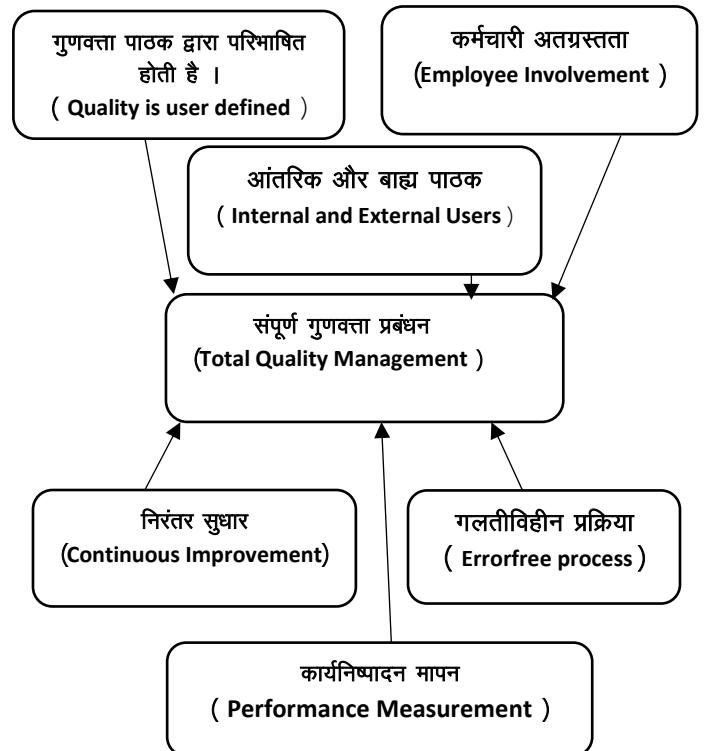 गुणवत्ता पाठक द्वारा परिभाषित
होती है ।
( Quality is user defined )
कर्मचारी अतग्रस्तता
(Employee Involvement )
आंतरिक और बाह्य पाठक
( Internal and External Users )
संपूर्ण गुणवत्ता प्रबंधन
(Total Quality Management )
निरंतर सुधार
(Continuous Improvement)
गलतीविहीन प्रक्रिया
( Errorfree process )
कार्यनिष्पादन मापन
( Performance Measurement )